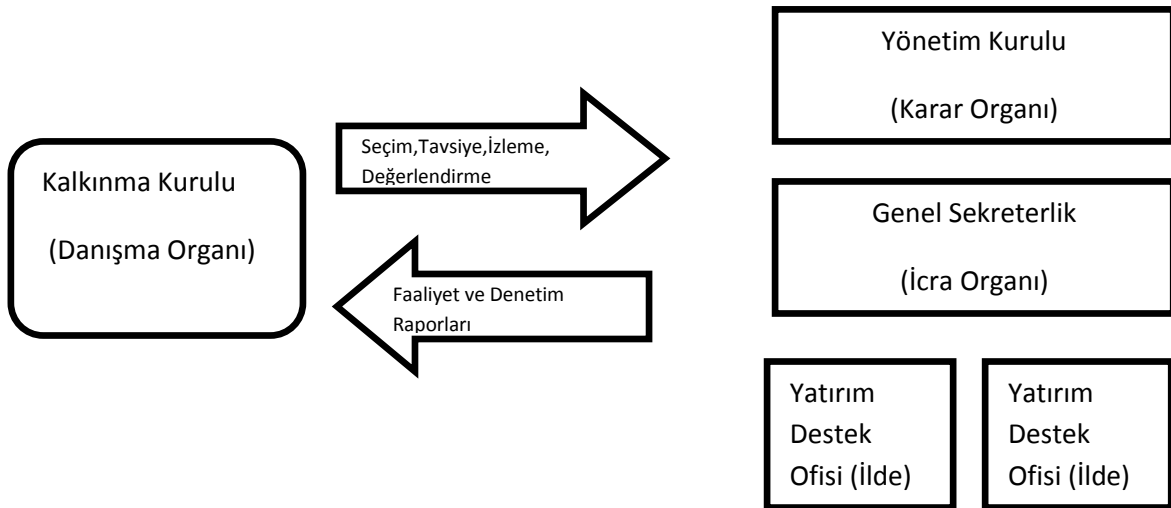 Kalkınma Kurulu
(Danışma Organı)
Seçim,Tavsiye,İzleme,
Değerlendirme
Faaliyet ve Denetim
Raporları
Yönetim Kurulu
(Karar Organı)
Genel Sekreterlik
(İcra Organı)
Yatırım
Destek
Ofisi (İlde)
Yatırım
Destek
Ofisi (İlde)